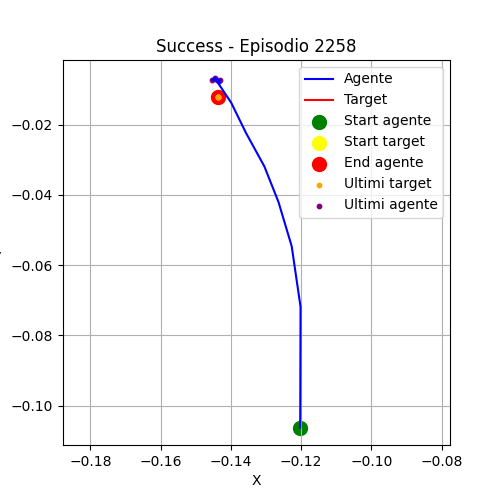 Success - Episodio 2258
Agente
Target
Start agente
Start target
End agente
Ultimi target
Ultimi agente
−0.02
−0.04
−0.06
−0.08
−0.10
−0.18
−0.16
−0.14
−0.12
−0.10
−0.08
X